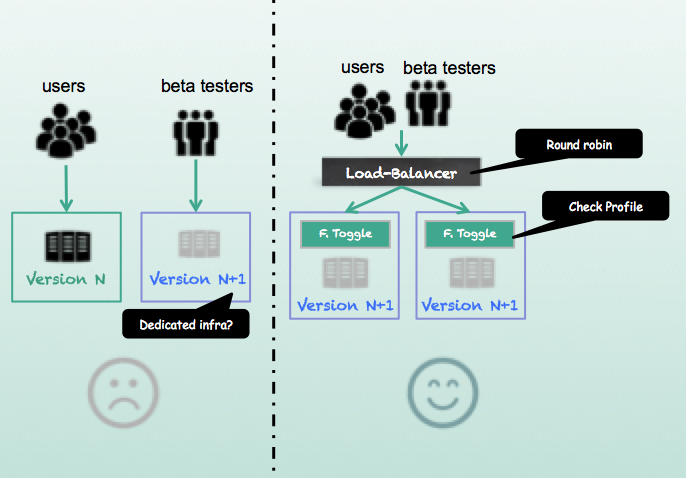 users
beta testers
Version N
Version N+1
Dedicated infra?
users
beta testers
Round robin
Load-Balancer
Check Profile
F. Toggle
F. Toggle
Version N+1
Version N+1